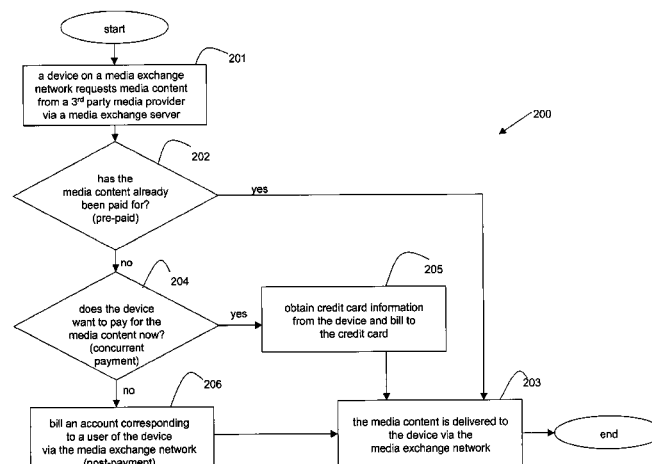 start
201
a device on a media exchange
network requests media content
from a 3rd party media provider
via a media exchange server
200
202
has the
media content already
been paid for?
(pre-paid)
yes
no
204
does the device
want to pay for the
media content now?
(concurrent
payment)
yes
205
obtain credit card information
from the device and bill to
the credit card
no
206
bill an account corresponding
to a user of the device
via the media exchange network
(post-payment)
203
the media content is delivered to
the device via the
media exchange network
end